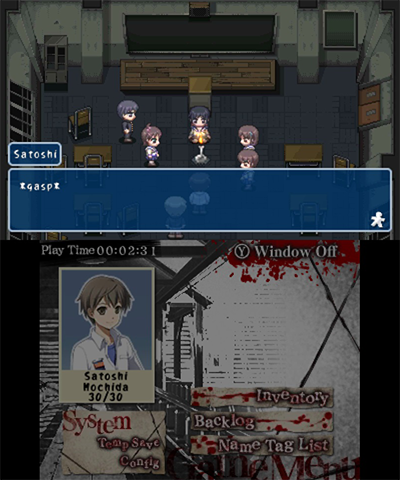 Satoshi
*gasp*
Play Time 00:02:31
Ⓨ Window Off
Satoshi
Mochida
30/30
Inventory
System
Backlog
Temp Save
Name Tag List
Config
Game Menu